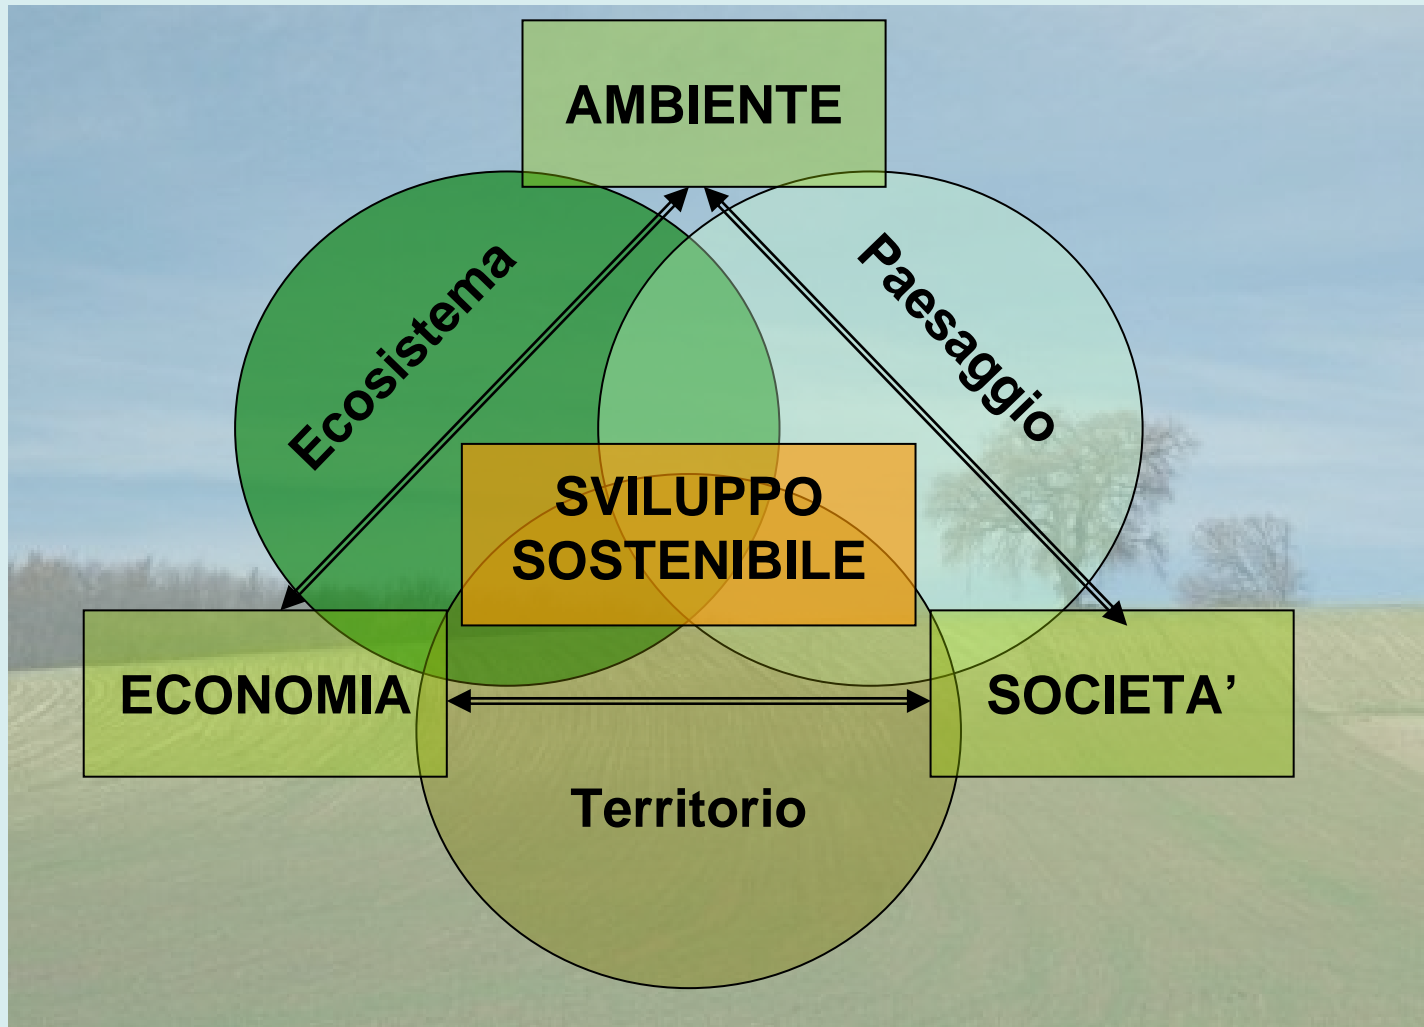 AMBIENTE
Ecosistema
Paesaggio
SVILUPPO
SOSTENIBILE
ECONOMIA
SOCIETA’
Territorio